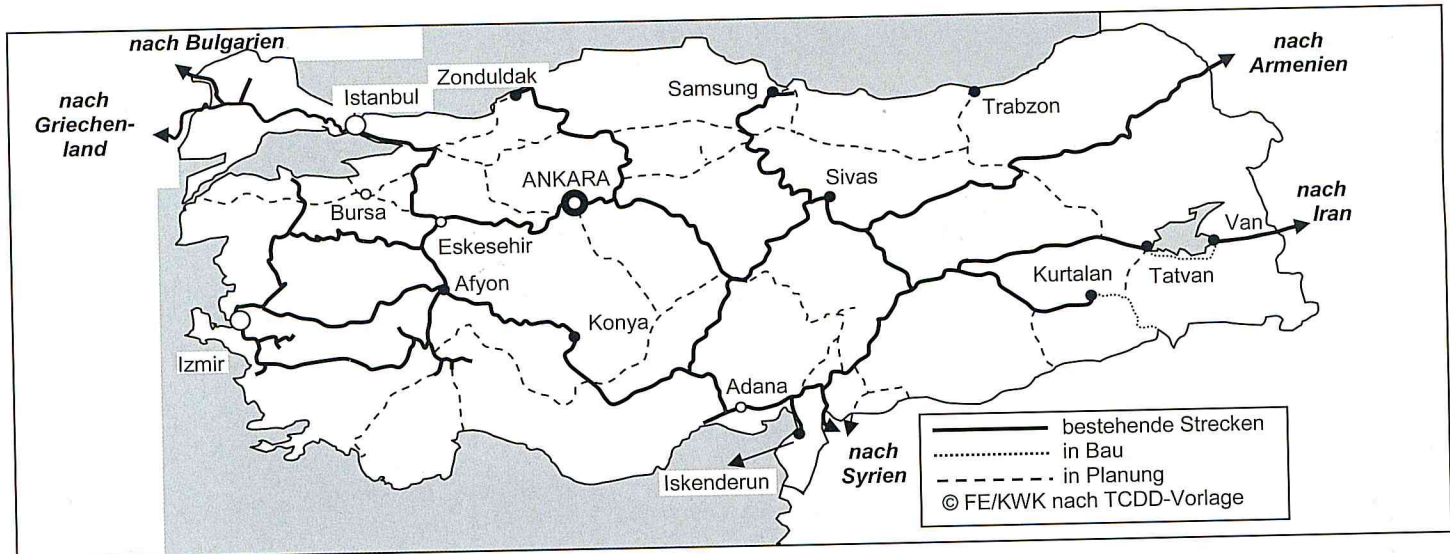 nach Bulgarien
nach
Griechen-
land
Istanbul
Zonduldak
Samsung
Trabzon
nach
Armenien
ANKARA
Sivas
Bursa
Eskesehir
Van
nach
Iran
Kurtalan
Tatvan
Afyon
Konya
Izmir
Adana
Iskenderun
nach
Syrien
bestehende Strecken
in Bau
in Planung
© FE/KWK nach TCDD-Vorlage